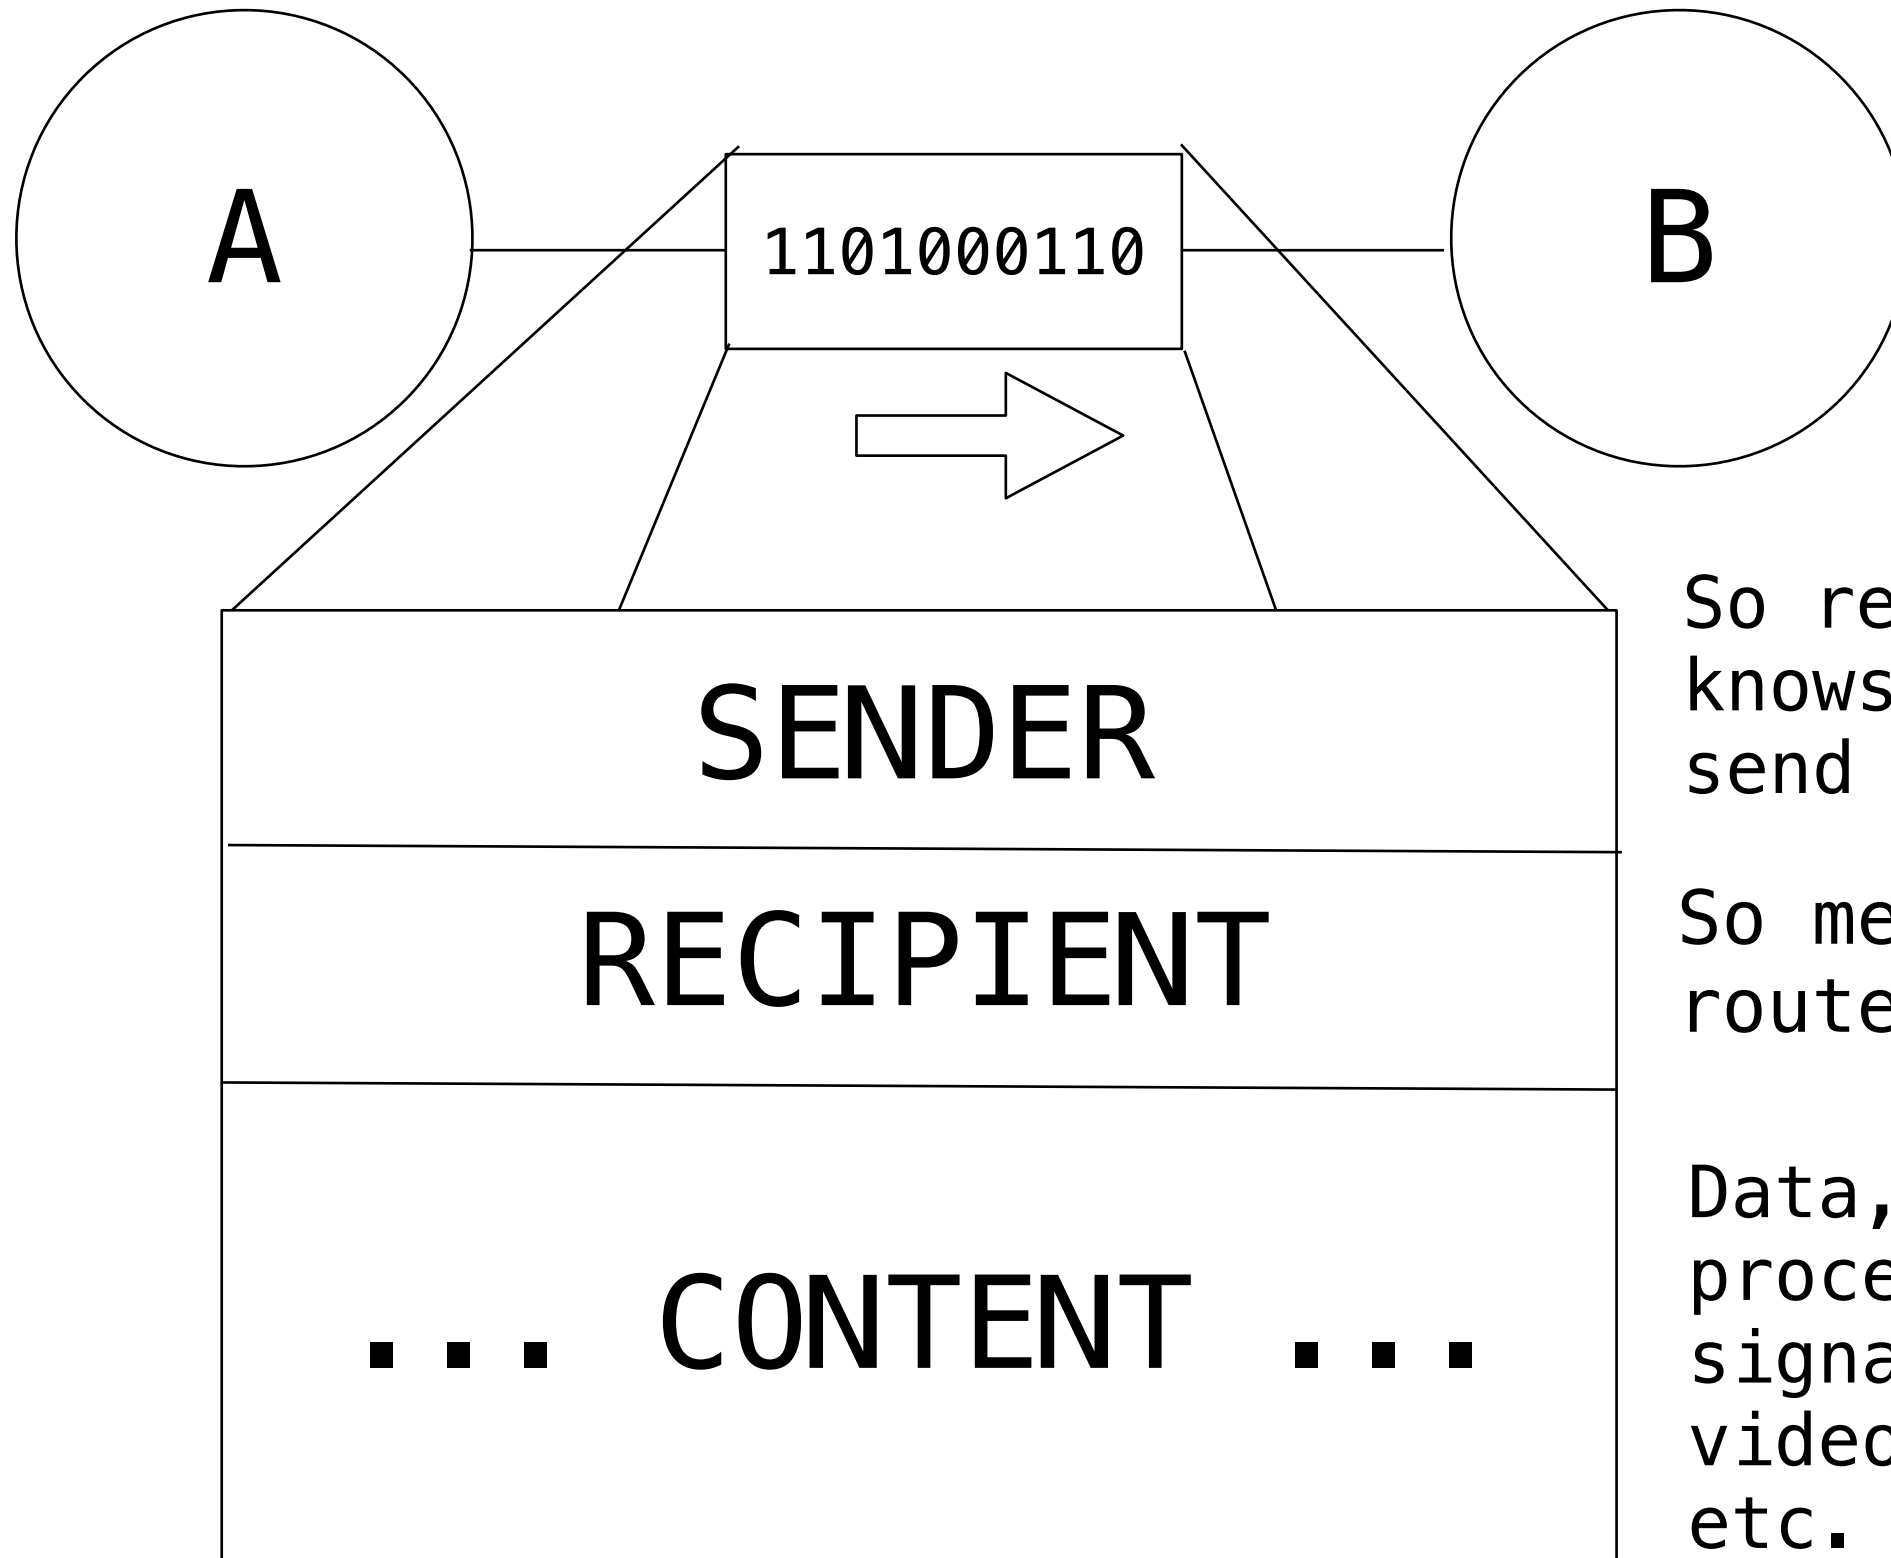 A
1101000110
B
SENDER
So re
knows
send
RECIPIENT
So me
route
... CONTENT ...
Data,
proce
signa
video
etc.